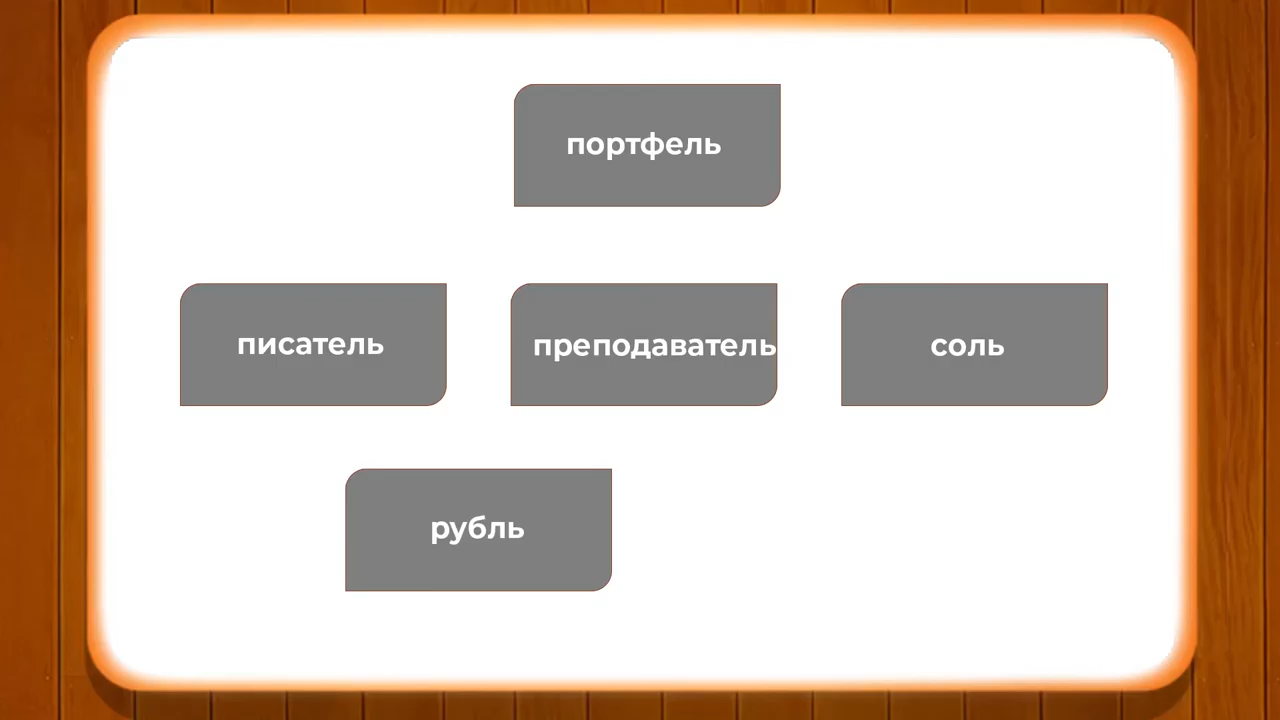 портфель
писатель
преподаватель
соль
рубль